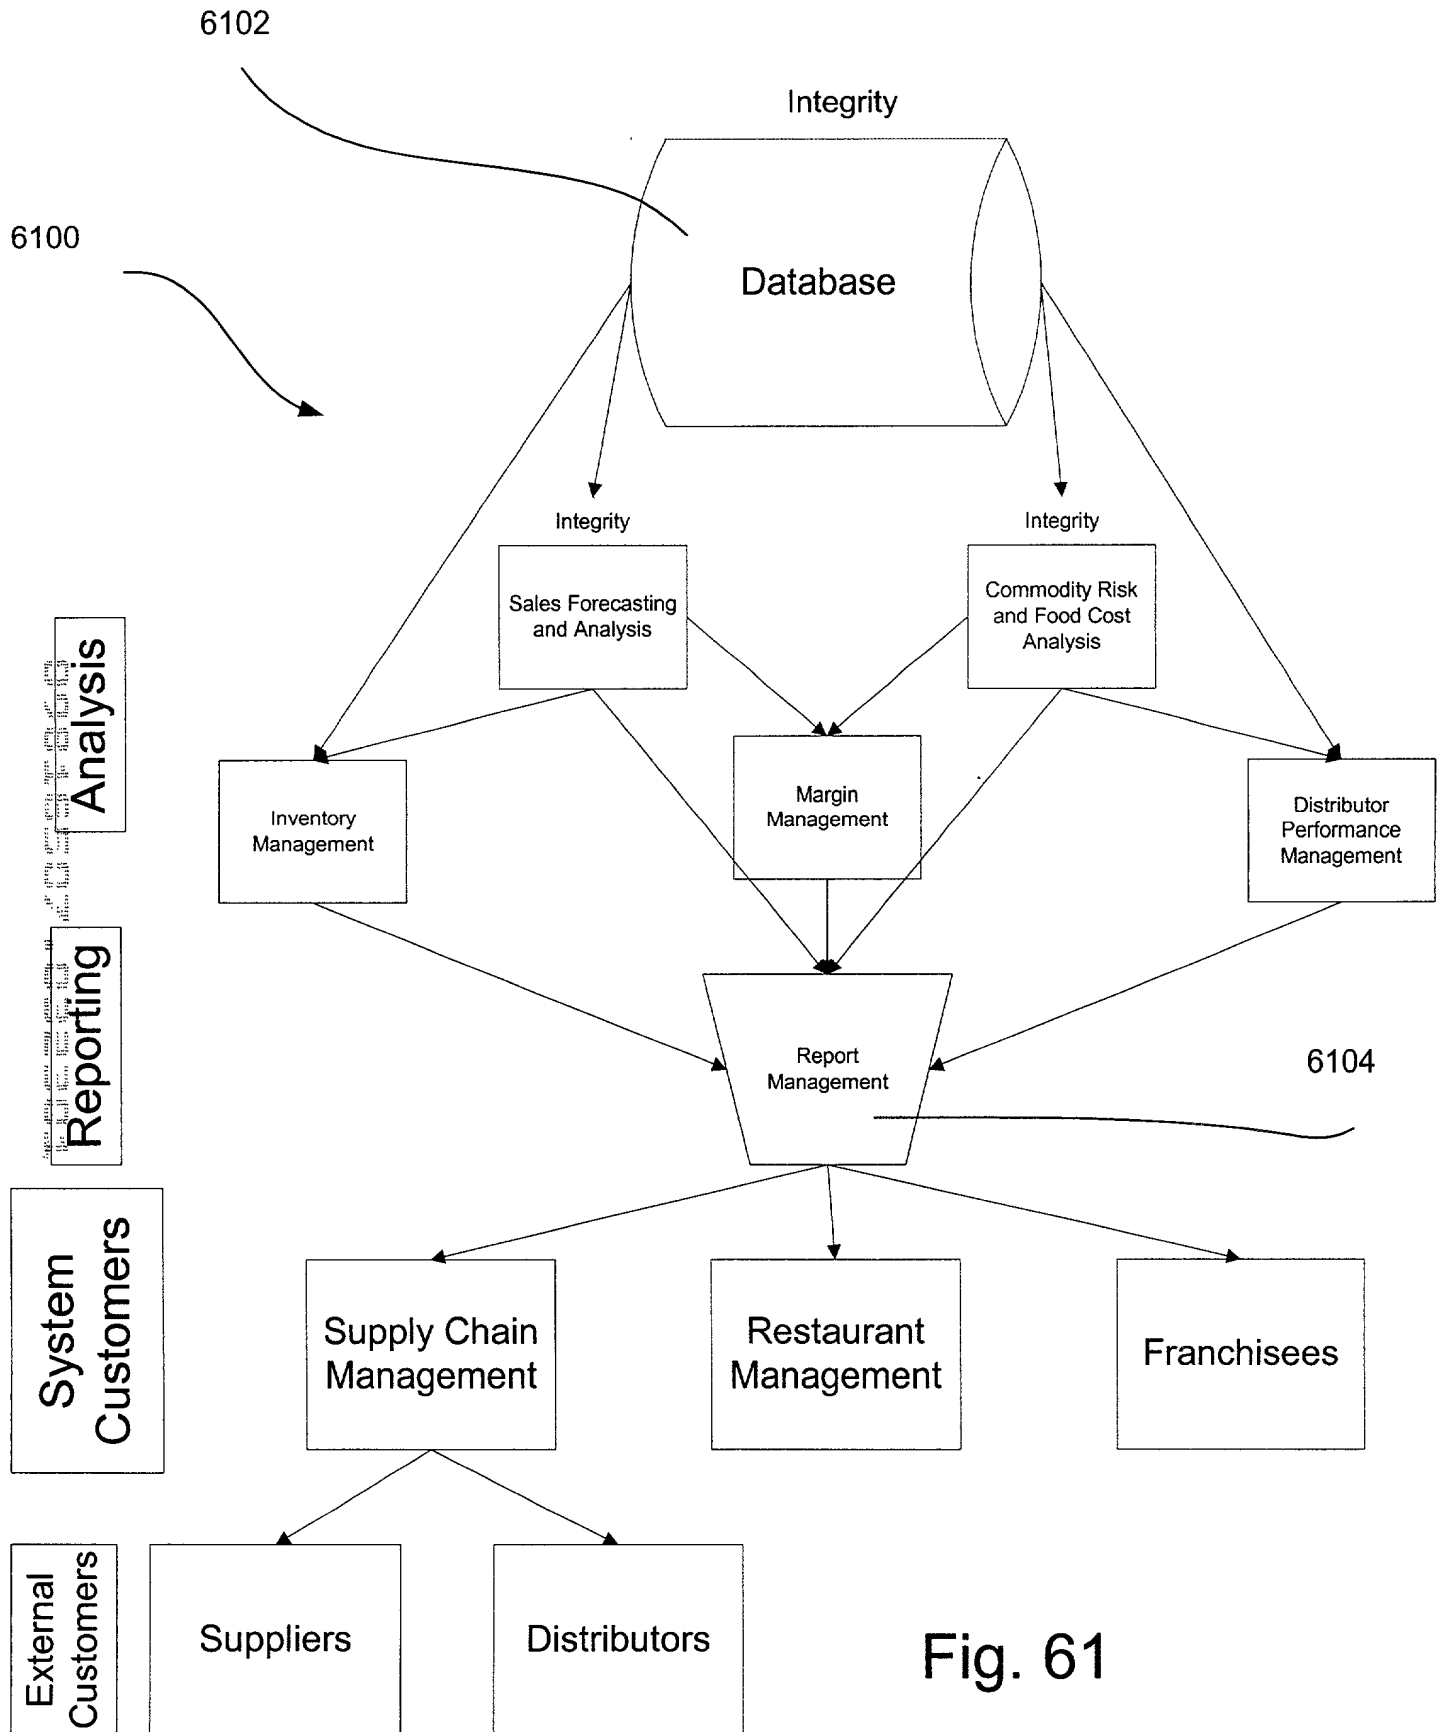 6102
Integrity
6100
Database
Integrity
Integrity
Sales Forecasting
and Analysis
Commodity Risk
and Food Cost
Analysis
Analysis
Inventory
Management
Margin
Management
Distributor
Performance
Management
Reporting
Report
Management
6104
System
Customers
Supply Chain
Management
Restaurant
Management
Franchisees
External
Customers
Suppliers
Distributors
Fig. 61